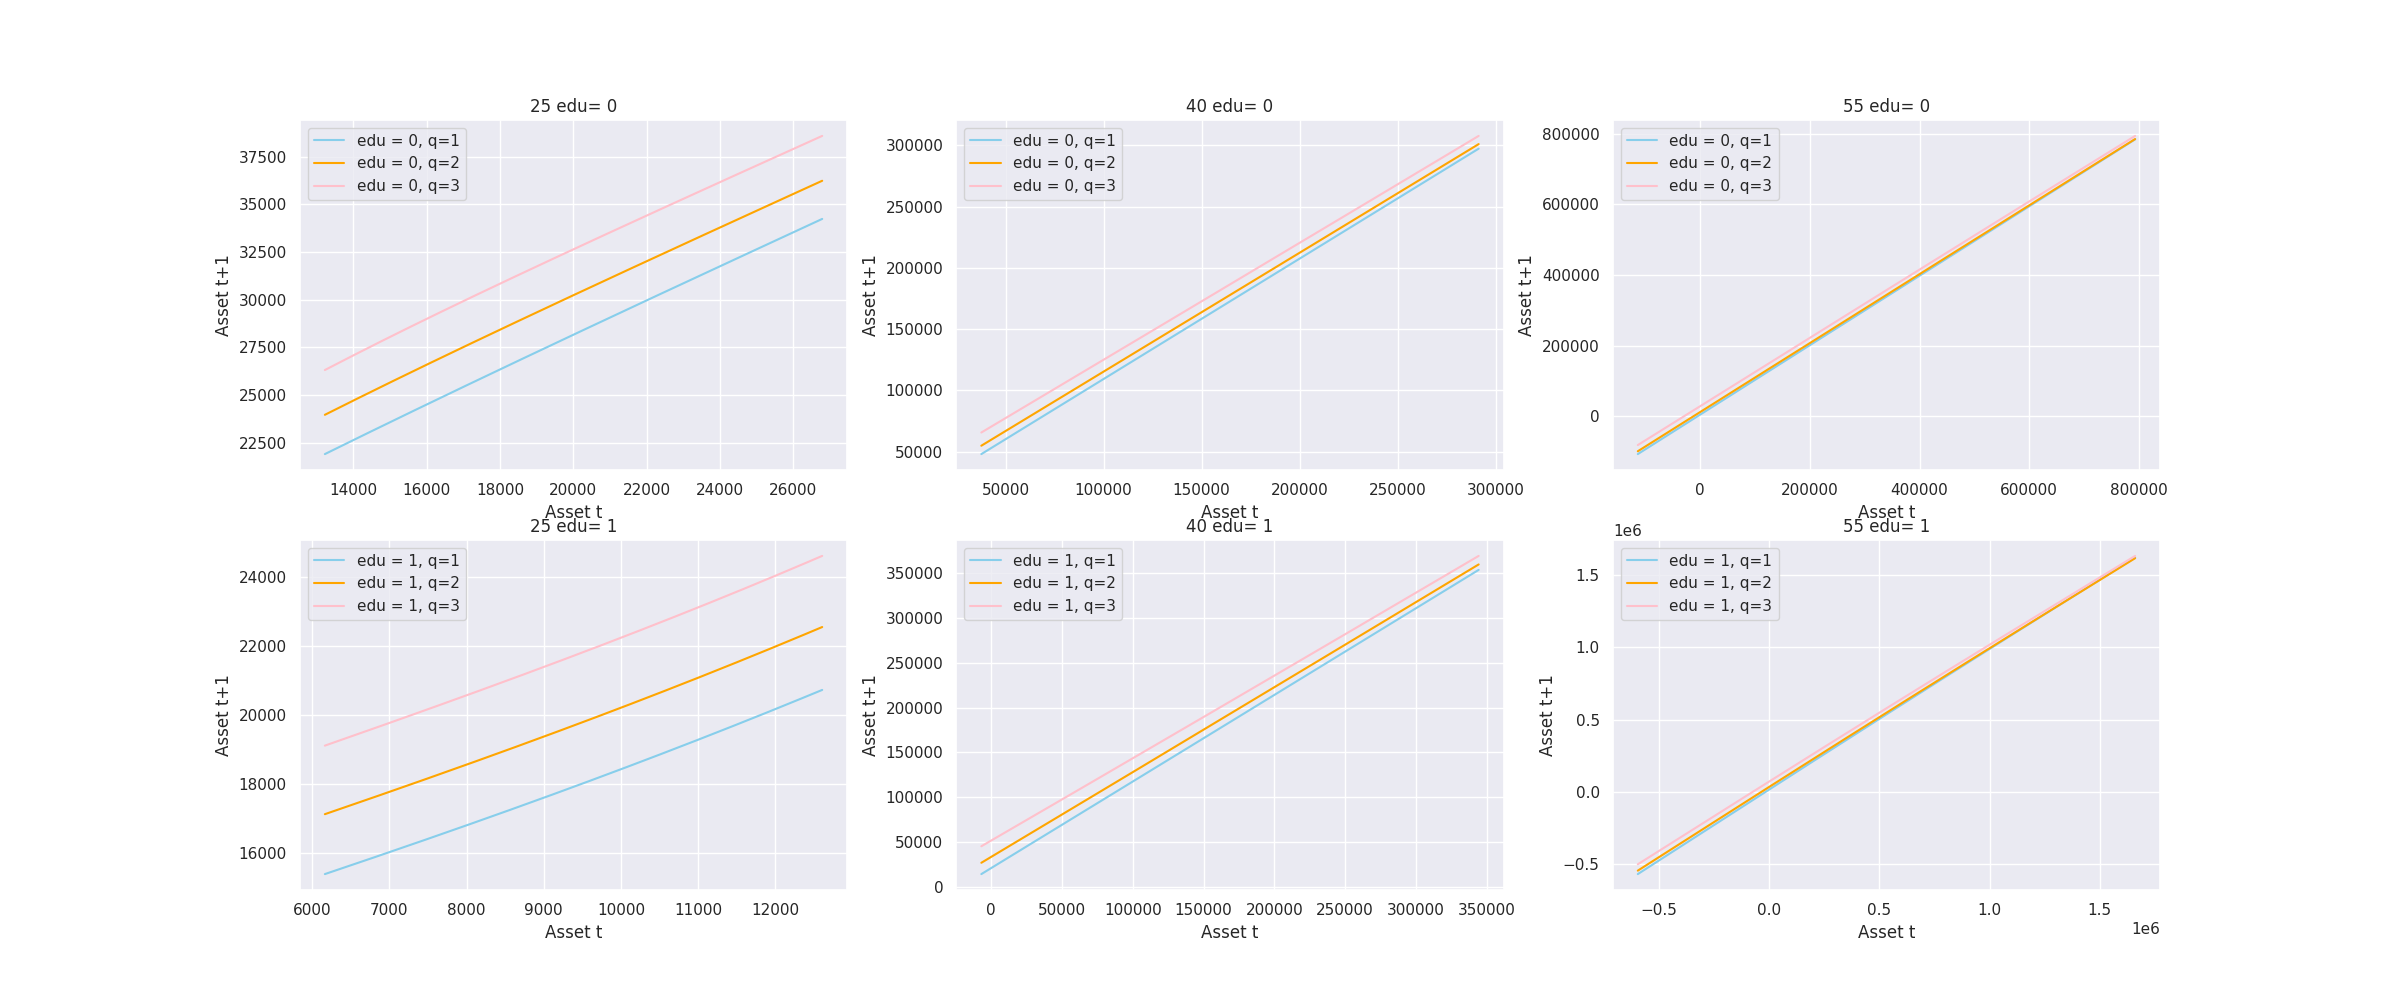 25 edu= 0
edu = 0, q=1
edu = 0, q=2
edu = 0, q=3
37500
35000
32500
30000
27500
25000
22500
Asset t+1
14000 16000 18000 20000 22000 24000 26000
Asset t
40 edu= 0
edu = 0, q=1
edu = 0, q=2
edu = 0, q=3
300000
250000
200000
150000
100000
50000
Asset t+1
50000 100000 150000 200000 250000 300000
Asset t
55 edu= 0
edu = 0, q=1
edu = 0, q=2
edu = 0, q=3
800000
600000
400000
200000
0
Asset t+1
0 200000 400000 600000 800000
Asset t
25 edu= 1
edu = 1, q=1
edu = 1, q=2
edu = 1, q=3
24000
22000
20000
18000
16000
Asset t+1
6000 7000 8000 9000 10000 11000 12000
Asset t
40 edu= 1
edu = 1, q=1
edu = 1, q=2
edu = 1, q=3
350000
300000
250000
200000
150000
100000
50000
0
Asset t+1
0 50000 100000 150000 200000 250000 300000 350000
Asset t
55 edu= 1
1e6
edu = 1, q=1
edu = 1, q=2
edu = 1, q=3
1.5
1.0
0.5
0.0
−0.5
Asset t+1
−0.5 0.0 0.5 1.0 1.5
1e6
Asset t